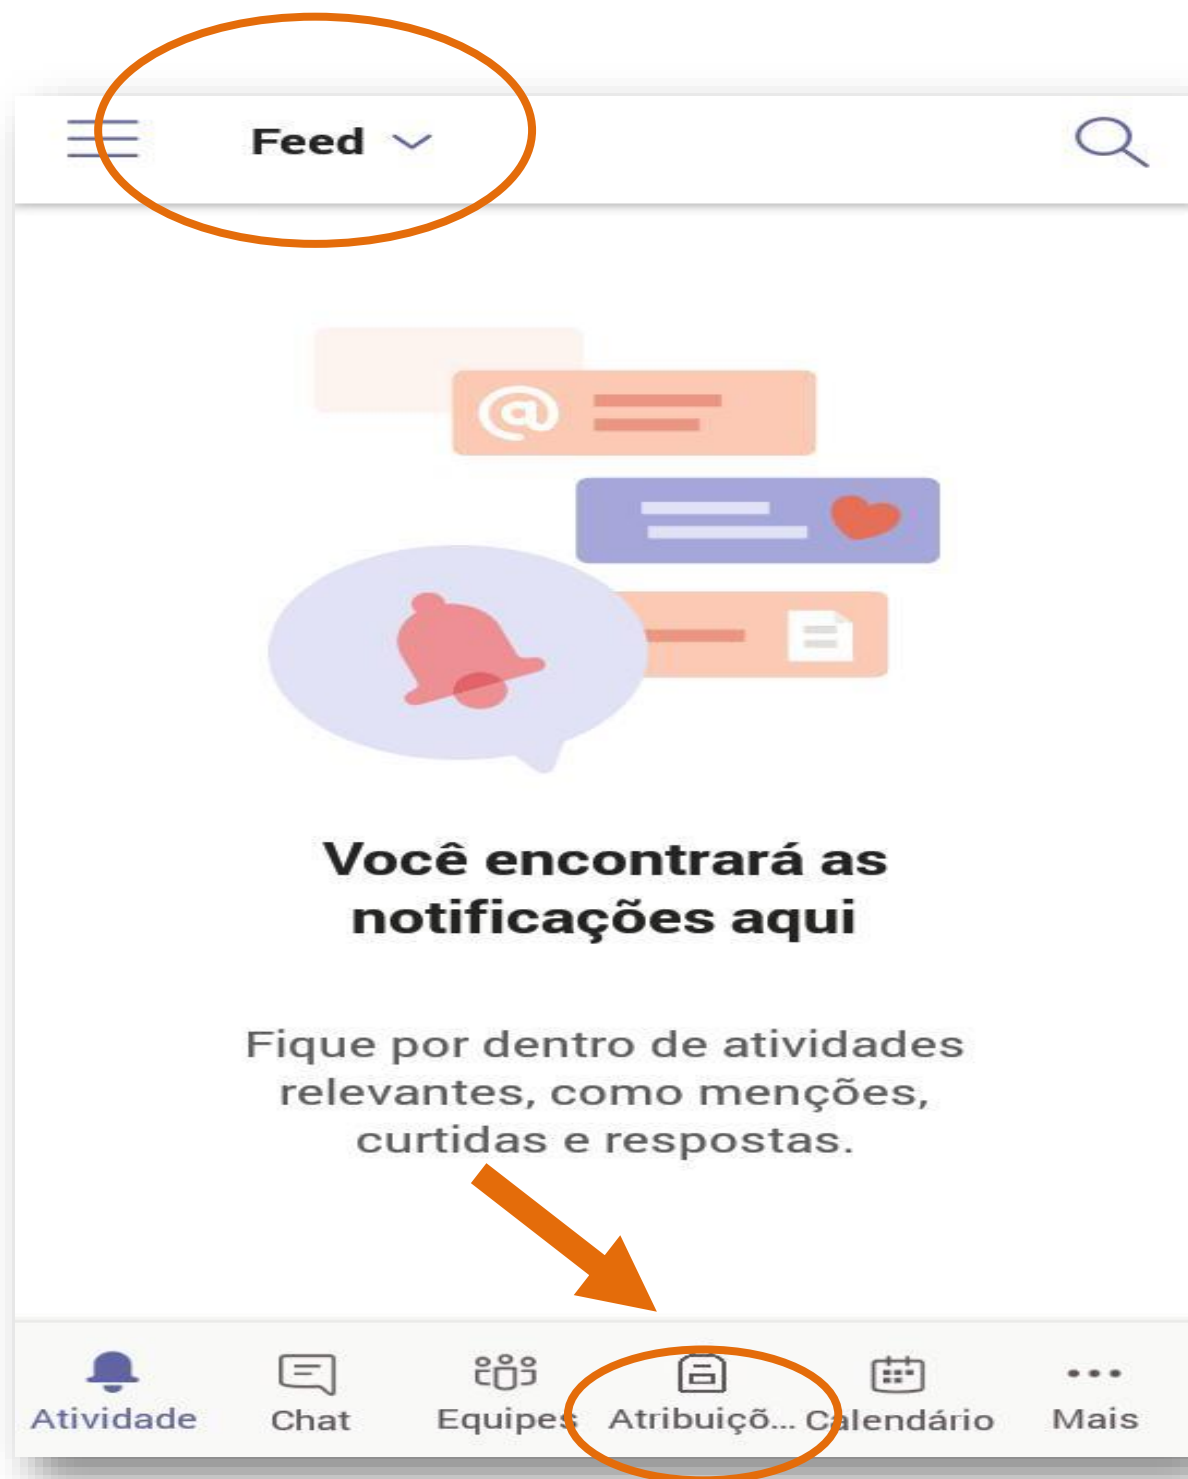 Feed
@
Você encontrará as
notificações aqui
Fique por dentro de atividades
relevantes, como menções,
curtidas e respostas.
Atividade Chat Equipes Atribuiçõ... Calendário Mais